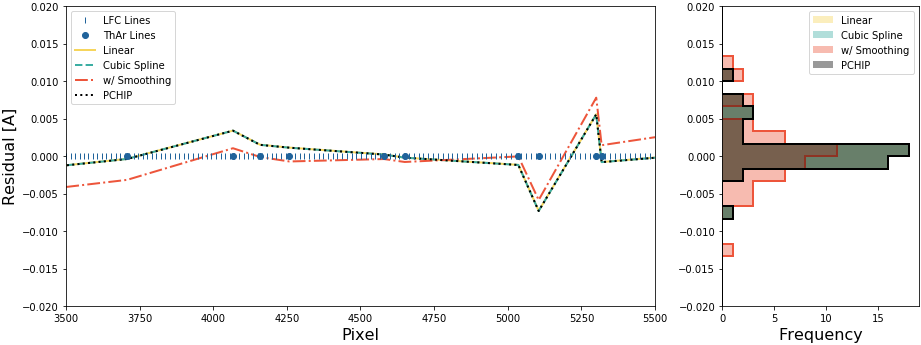 0.020
0.015
0.010
0.005
0.000
−0.005
−0.010
−0.015
−0.020
Residual [A]
LFC Lines
ThAr Lines
Linear
Cubic Spline
w/ Smoothing
PCHIP
3500 3750 4000 4250 4500 4750 5000 5250 5500
Pixel
0.020
0.015
0.010
0.005
0.000
−0.005
−0.010
−0.015
−0.020
Linear
Cubic Spline
w/ Smoothing
PCHIP
0 5 10 15
Frequency